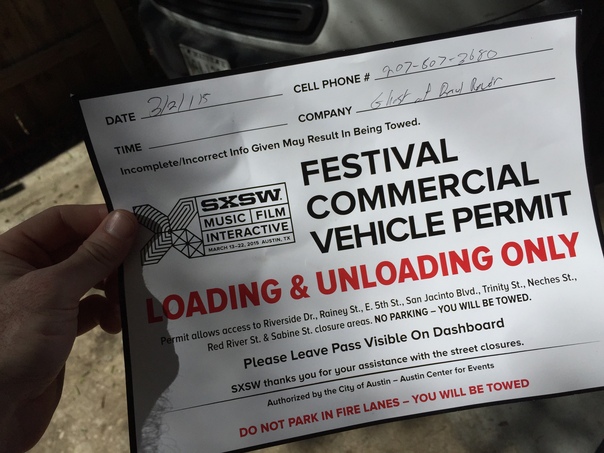 DATE 3/2/15 CELL PHONE # 907-607-2680
TIME COMPANY Ghost of Paul Revere
Incomplete/Incorrect Info Given May Result In Being Towed.
SXSW.
MUSIC FILM
INTERACTIVE
MARCH 13-22, 2015 AUSTIN, TX
FESTIVAL
COMMERCIAL
VEHICLE PERMIT
LOADING & UNLOADING ONLY
Permit allows access to Riverside Dr., Rainey St., E. 5th St., San Jacinto Blvd., Trinity St., Neches St.,
Red River St. & Sabine St. closure areas. NO PARKING – YOU WILL BE TOWED.
Please Leave Pass Visible On Dashboard
SXSW thanks you for your assistance with the street closures.
Authorized by the City of Austin – Austin Center for Events
DO NOT PARK IN FIRE LANES – YOU WILL BE TOWED